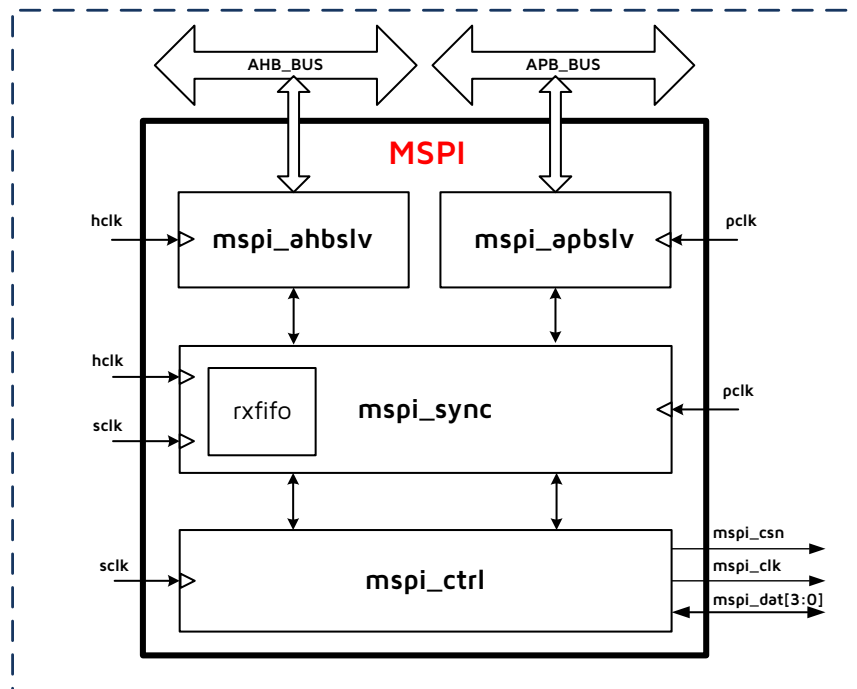 AHB_BUS
APB_BUS
MSPI
hclk
mspi_ahbslv
mspi_apbslv
pclk
hclk
rxfifo
mspi_sync
pclk
sclk
mspi_csn
sclk
mspi_ctrl
mspi_clk
mspi_dat[3:0]